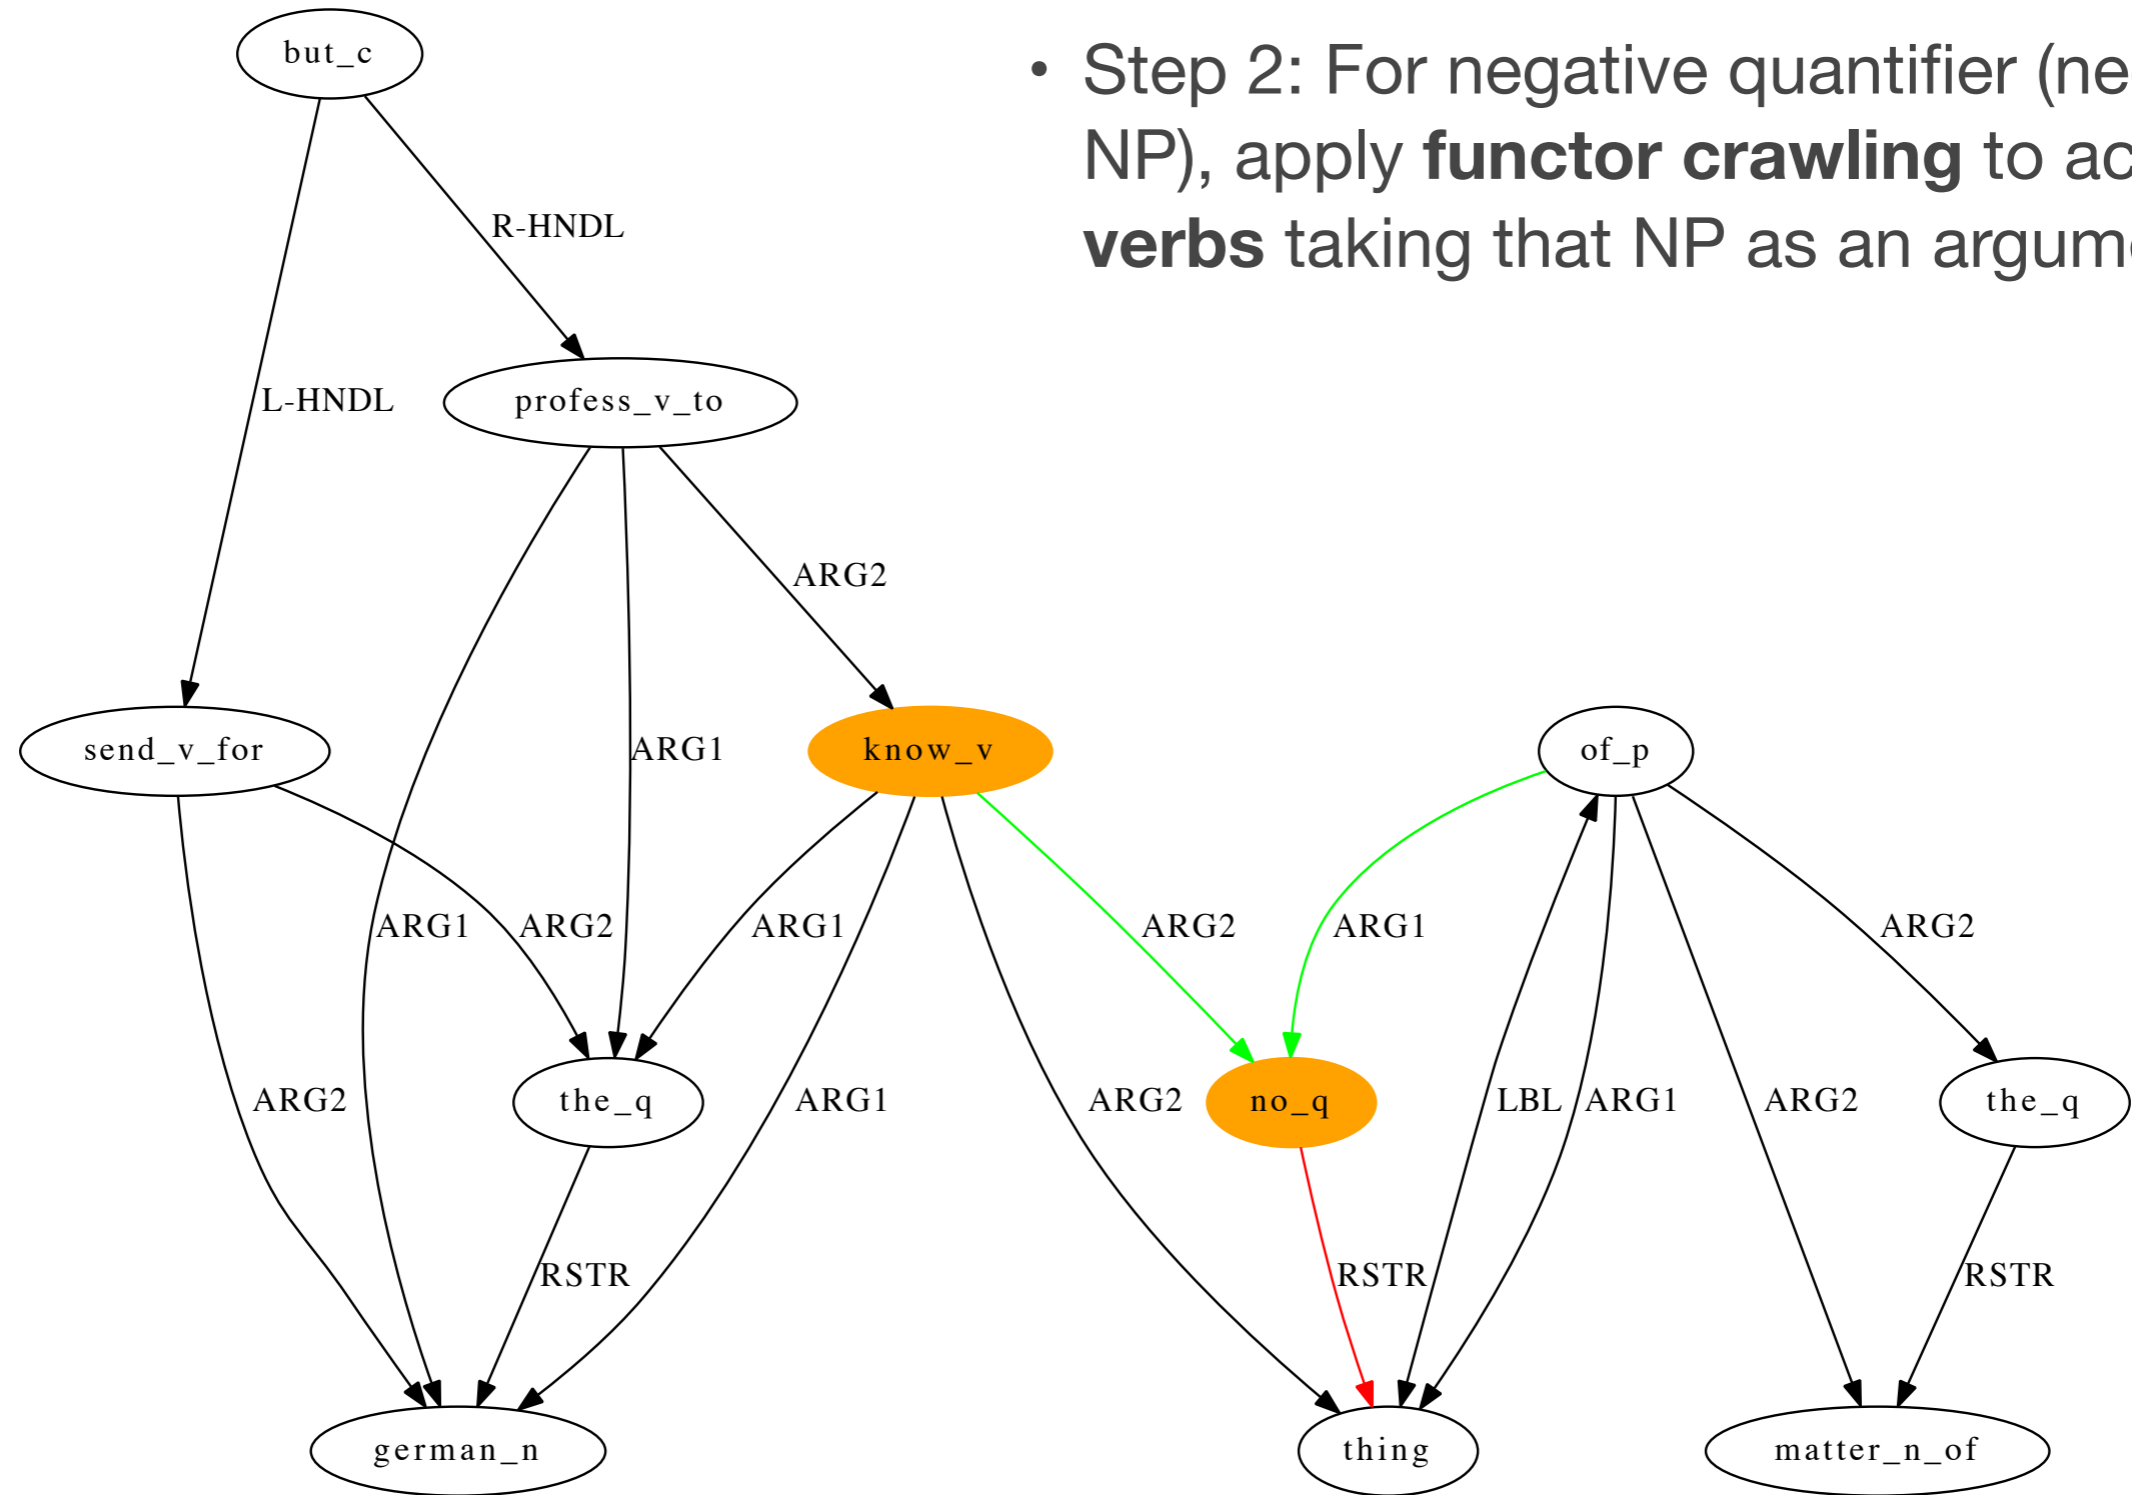 but_c
• Step 2: For negative quantifier (ne
NP), apply functor crawling to ac
verbs taking that NP as an argum
R-HNDL
L-HNDL
profess_v_to
ARG2
send_v_for
ARG1
know_v
of_p
ARG1
ARG2
ARG1
ARG2
ARG1
ARG2
ARG2
the_q
ARG1
ARG2
no_q
LBL
ARG1
ARG2
the_q
RSTR
RSTR
RSTR
german_n
thing
matter_n_of